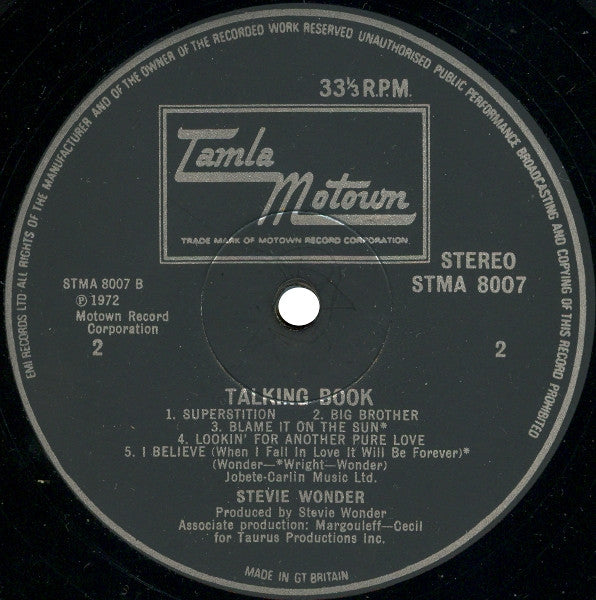 EMI RECORDS LTD·ALL RIGHTS OF THE MANUFACTURER AND OF THE OWNER OF THE RECORDED WORK RESERVED UNAUTHORISED PUBLIC PERFORMANCE BROADCASTING AND COPYING OF THIS RECORD PROHIBITED
33⅓ R.P.M.
Tamla
Motown
TRADE MARK OF MOTOWN RECORD CORPORATION
STEREO
STMA 8007
STMA 8007 B
Ⓟ 1972
Motown Record
Corporation
2
2
TALKING BOOK
1. SUPERSTITION 2. BIG BROTHER
3. BLAME IT ON THE SUN*
4. LOOKIN' FOR ANOTHER PURE LOVE
5. I BELIEVE (When I Fall In Love It Will Be Forever)*
(Wonder—*Wright—Wonder)
Jobete-Carlin Music Ltd.
STEVIE WONDER
Produced by Stevie Wonder
Associate production: Margouleff—Cecil
for Taurus Productions Inc.
MADE IN GT BRITAIN